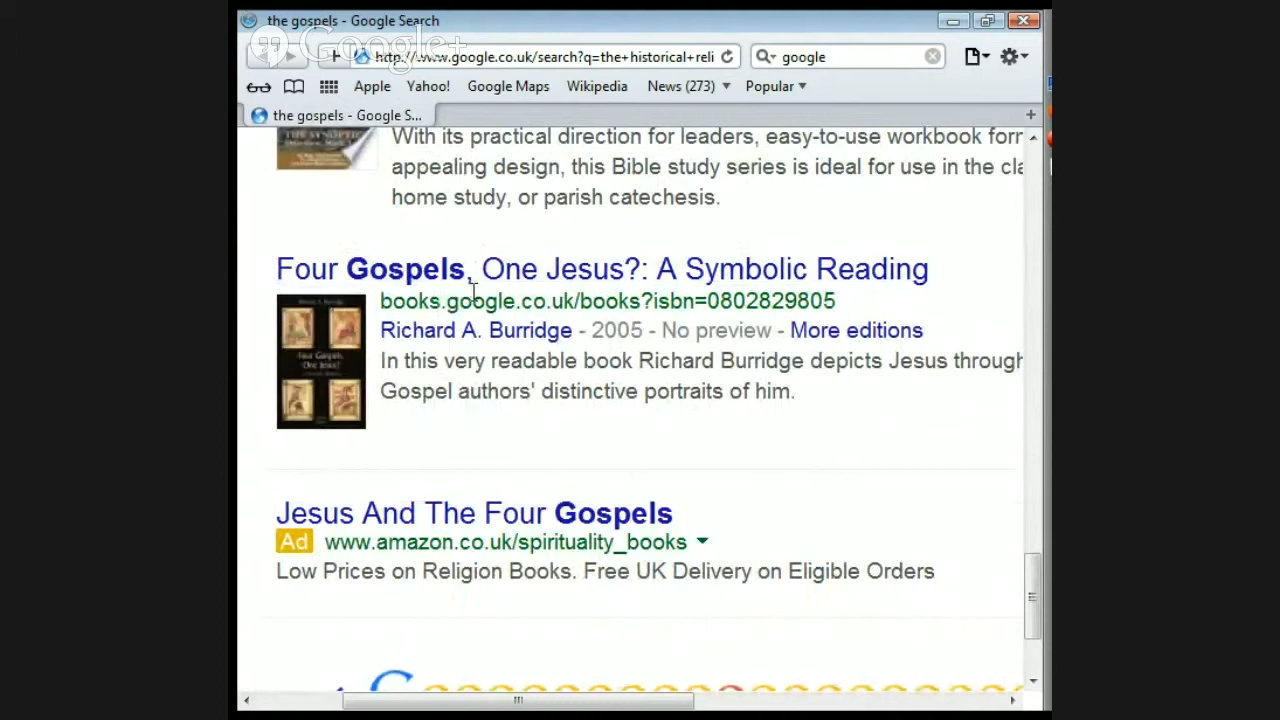 the gospels - Google Search
Google+
http://www.google.co.uk/search?q=the+historical+reli
google
Apple Yahoo! Google Maps Wikipedia News (273) Popular
the gospels - Google S...
With its practical direction for leaders, easy-to-use workbook form
appealing design, this Bible study series is ideal for use in the cla
home study, or parish catechesis.
Four Gospels, One Jesus?: A Symbolic Reading
books.google.co.uk/books?isbn=0802829805
Richard A. Burridge - 2005 - No preview - More editions
In this very readable book Richard Burridge depicts Jesus through
Gospel authors' distinctive portraits of him.
Four Gospels,
One Jesus?
Jesus And The Four Gospels
Ad www.amazon.co.uk/spirituality_books
Low Prices on Religion Books. Free UK Delivery on Eligible Orders